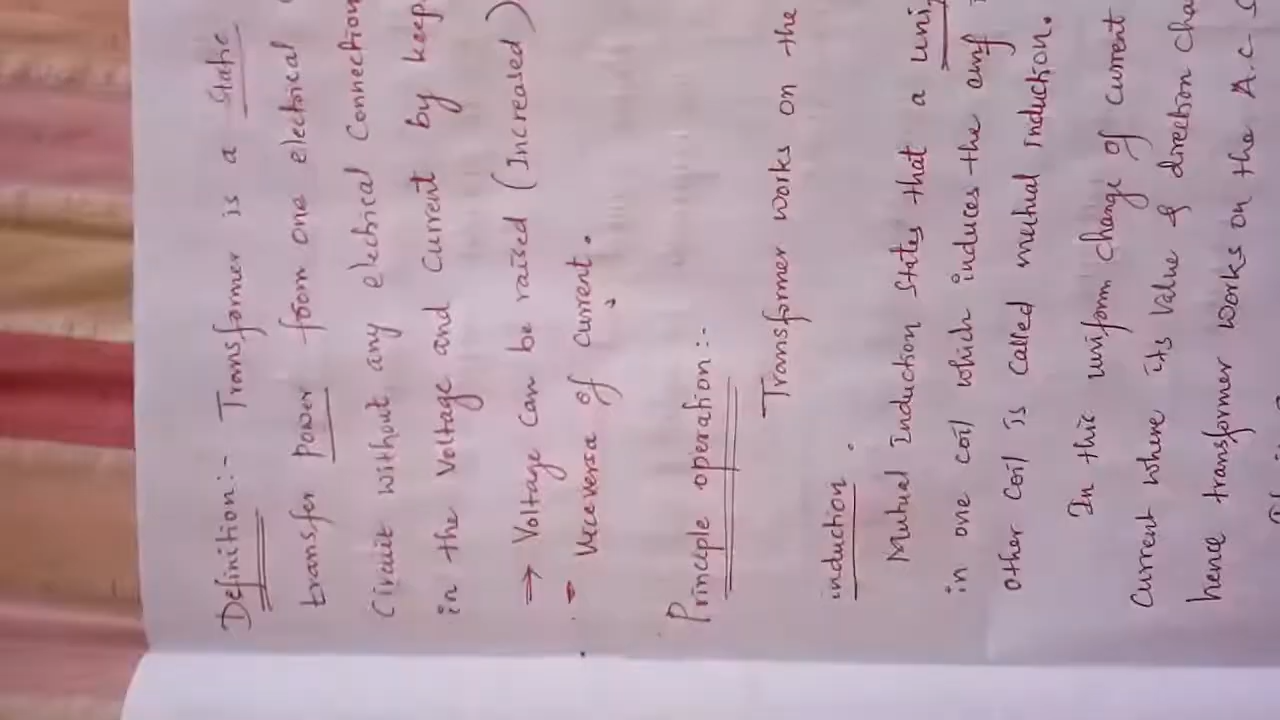 Definition:- Transformer is a Static
transfer power from one electrical
Circuit without any electrical Connection
in the Voltage and Current by keep
→ Voltage can be raised (Increased
Viceversa of current.
Principle operation:-
Transformer works on the
induction.
Mutual Induction states that a uni
in one coil which induces the emf
other coil is called mutual induction.
In this uniform change of current
Current where its value & direction cha
hence transformer works on the A.C